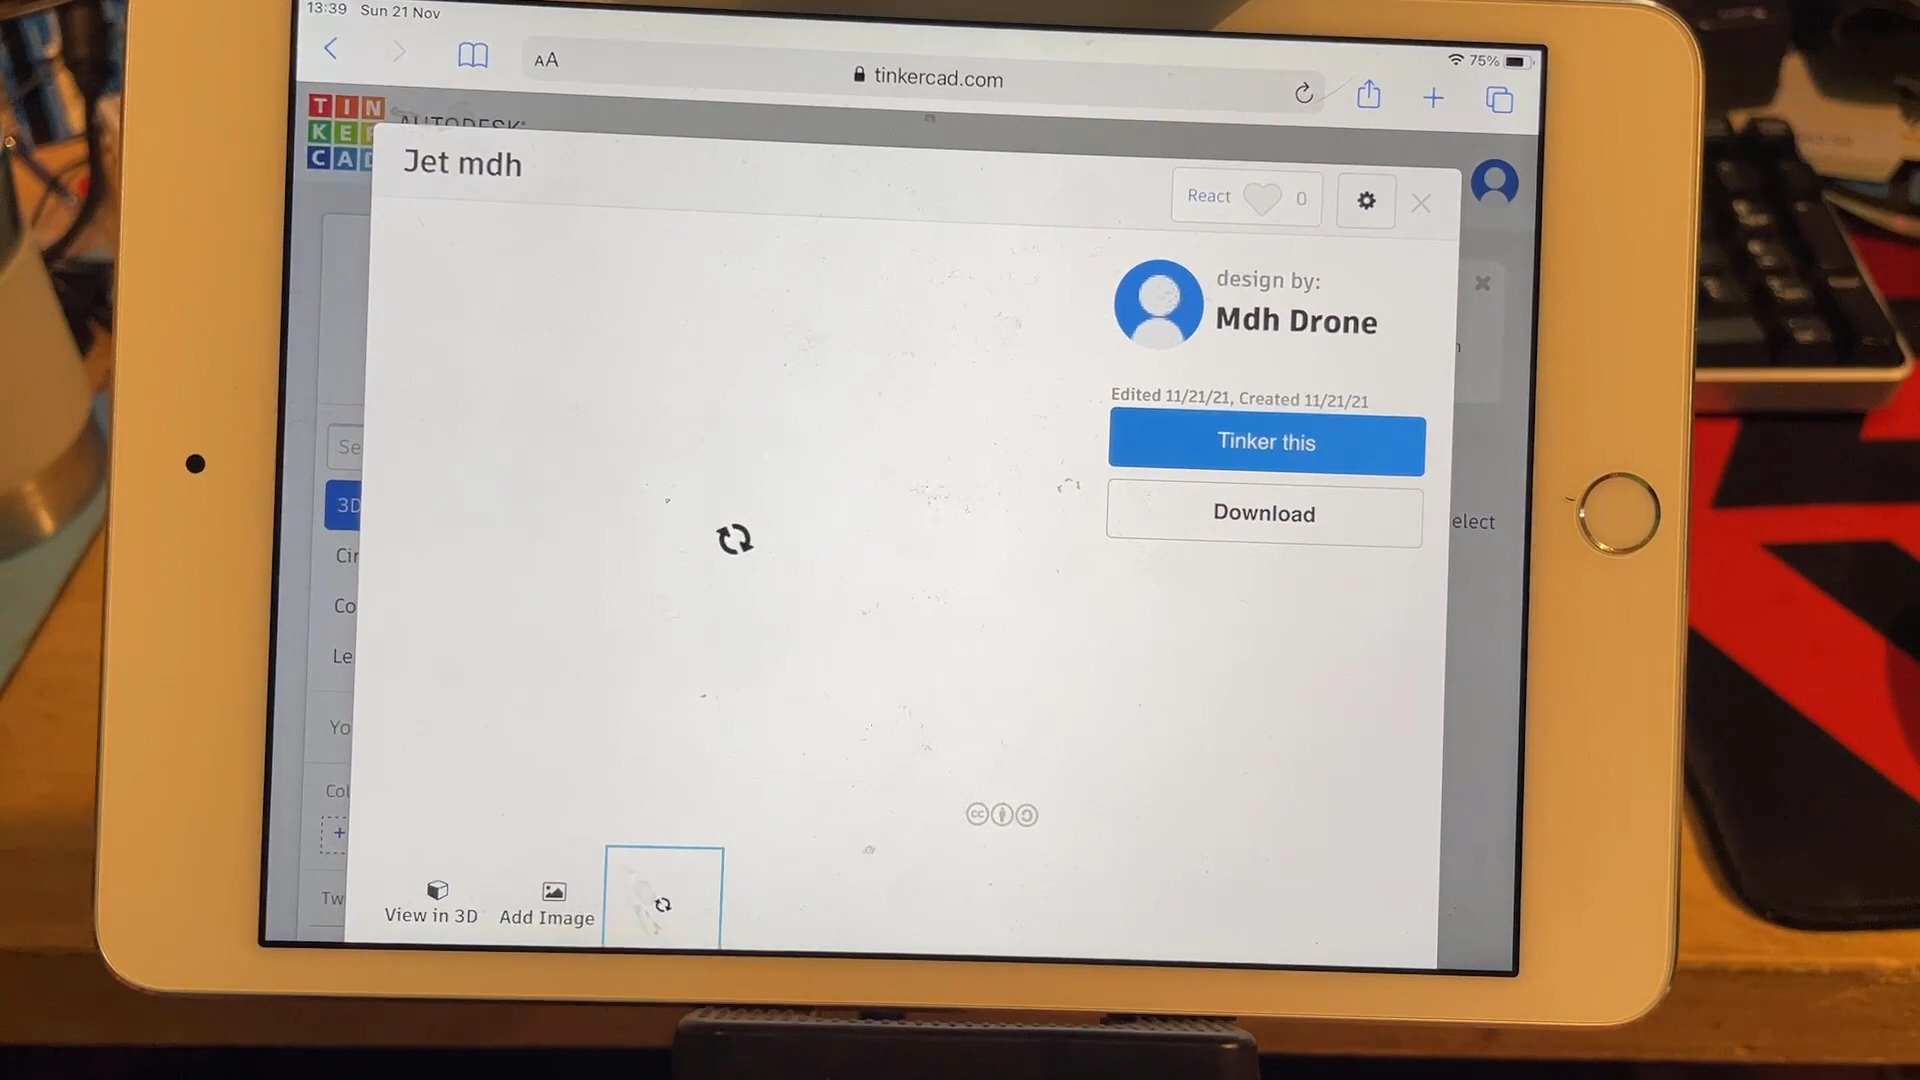 13:39 Sun 21 Nov
75%
AA
tinkercad.com
TIN
KER
CAD
AUTODESK
Jet mdh
React 0
design by:
Mdh Drone
Edited 11/21/21, Created 11/21/21
Tinker this
Download
Se
3D
Cir
Co
Le
Yo
Col
+
Tw
elect
cc
View in 3D
Add Image